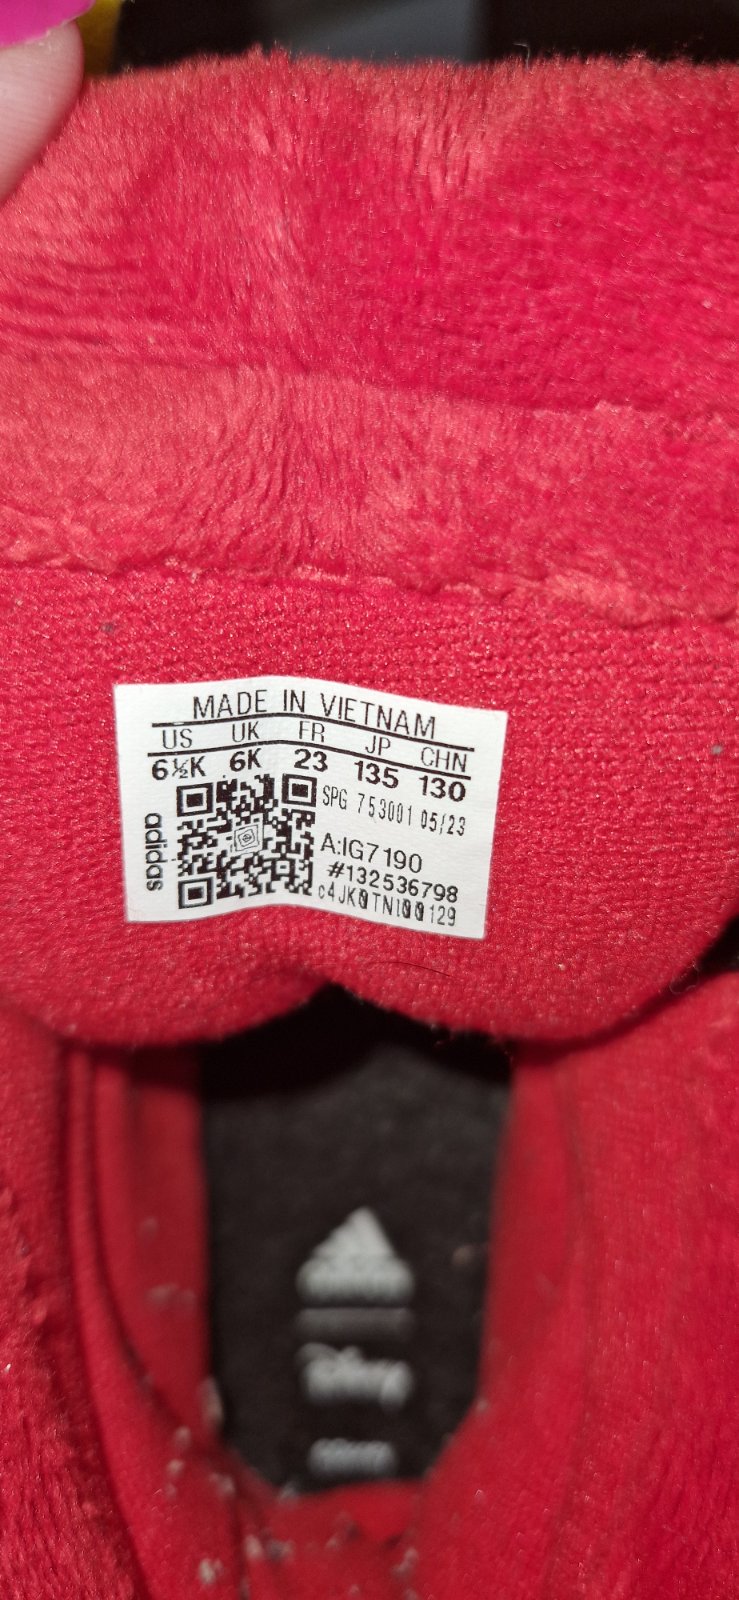 MADE IN VIETNAM
US UK FR JP CHN
6½K 6K 23 135 130
SPG 753001 05/23
adidas
A:IG7190
#132536798
Disney